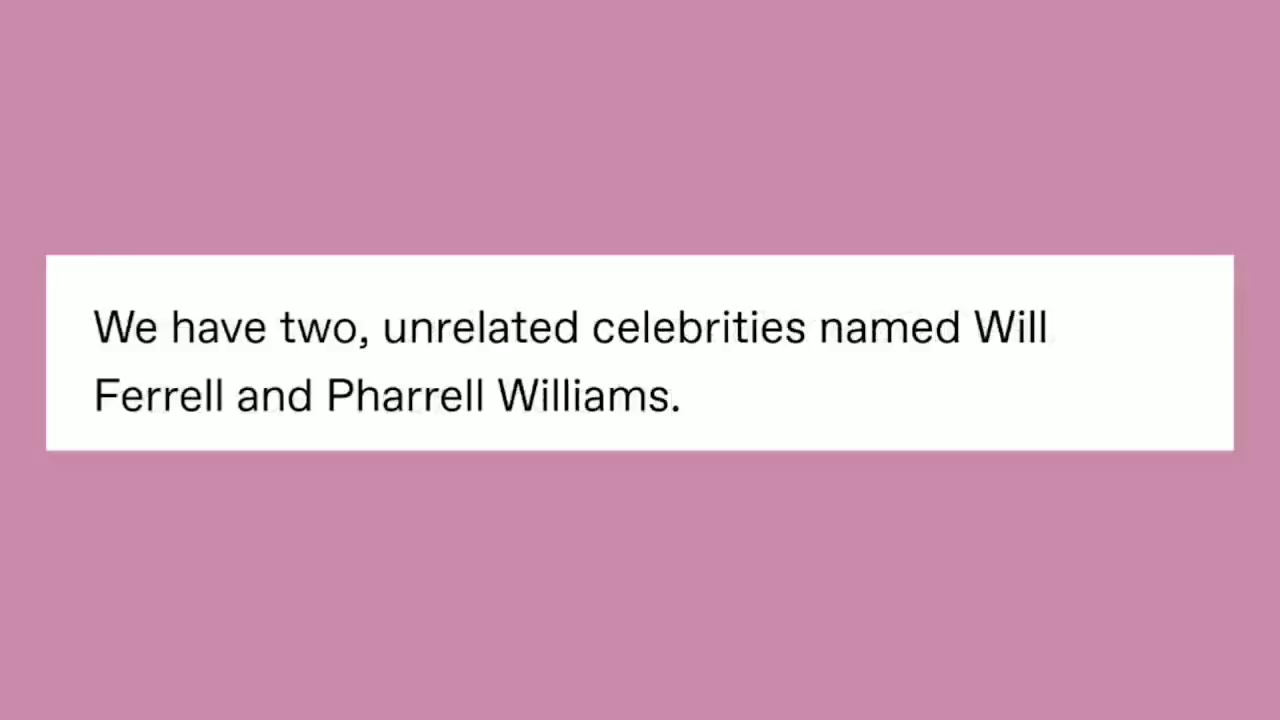 We have two, unrelated celebrities named Will
Ferrell and Pharrell Williams.